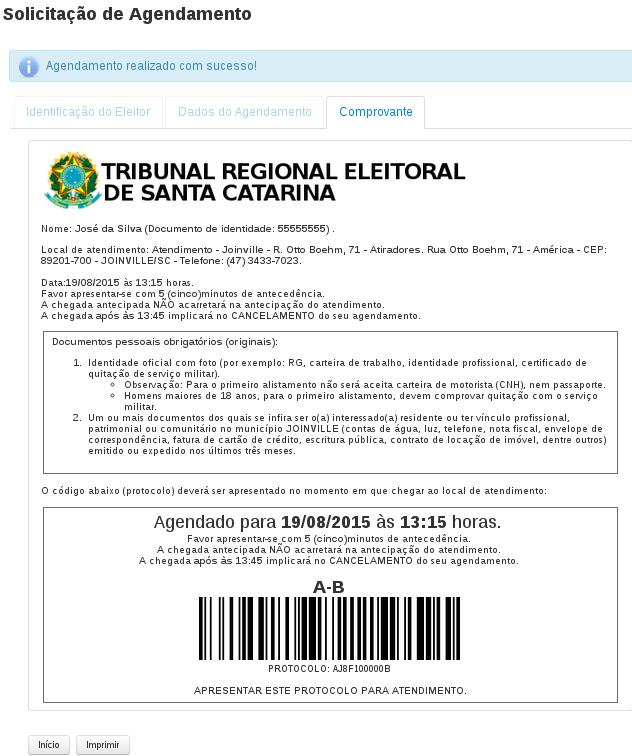 Solicitação de Agendamento
Agendamento realizado com sucesso!
Identificação do Eleitor
Dados do Agendamento
Comprovante
TRIBUNAL REGIONAL ELEITORAL
DE SANTA CATARINA
Nome: José da Silva (Documento de identidade: 55555555) .
Local de atendimento: Atendimento - Joinville - R. Otto Boehm, 71 - Atiradores. Rua Otto Boehm, 71 - América - CEP:
89201-700 - JOINVILLE/SC - Telefone: (47) 3433-7023.
Data:19/08/2015 às 13:15 horas.
Favor apresentar-se com 5 (cinco)minutos de antecedência.
A chegada antecipada NÃO acarretará na antecipação do atendimento.
A chegada após às 13:45 implicará no CANCELAMENTO do seu agendamento.
Documentos pessoais obrigatórios (originais):
1. Identidade oficial com foto (por exemplo: RG, carteira de trabalho, identidade profissional, certificado de
quitação de serviço militar).
Observação: Para o primeiro alistamento não será aceita carteira de motorista (CNH), nem passaporte.
Homens maiores de 18 anos, para o primeiro alistamento, devem comprovar quitação com o serviço
militar.
2. Um ou mais documentos dos quais se infira ser o(a) interessado(a) residente ou ter vínculo profissional,
patrimonial ou comunitário no município JOINVILLE (contas de água, luz, telefone, nota fiscal, envelope de
correspondência, fatura de cartão de crédito, escritura pública, contrato de locação de imóvel, dentre outros)
emitido ou expedido nos últimos três meses.
O código abaixo (protocolo) deverá ser apresentado no momento em que chegar ao local de atendimento:
Agendado para 19/08/2015 às 13:15 horas.
Favor apresentar-se com 5 (cinco)minutos de antecedência.
A chegada antecipada NÃO acarretará na antecipação do atendimento.
A chegada após às 13:45 implicará no CANCELAMENTO do seu agendamento.
A-B
PROTOCOLO: AJ8F100000B
APRESENTAR ESTE PROTOCOLO PARA ATENDIMENTO.
Início
Imprimir